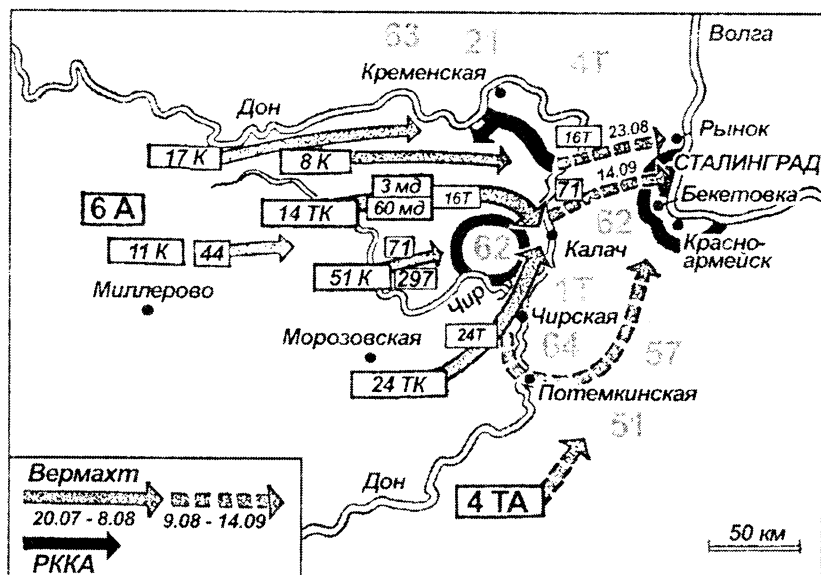 63
21
4Т
Волга
Кременская
Дон
16Т
23.08
Рынок
17 К
8 К
СТАЛИНГРАД
3 мд
16Т
71
14.09
Бекетовка
6 А
14 ТК
60 мд
62
11 К
44
71
62
Калач
Красно-
армейск
51 К
297
Миллерово
Чир
1Т
Чирская
Морозовская
24Т
64
57
24 ТК
Потемкинская
51
Вермахт
Дон
4 ТА
20.07 - 8.08
9.08 - 14.09
50 км
РККА